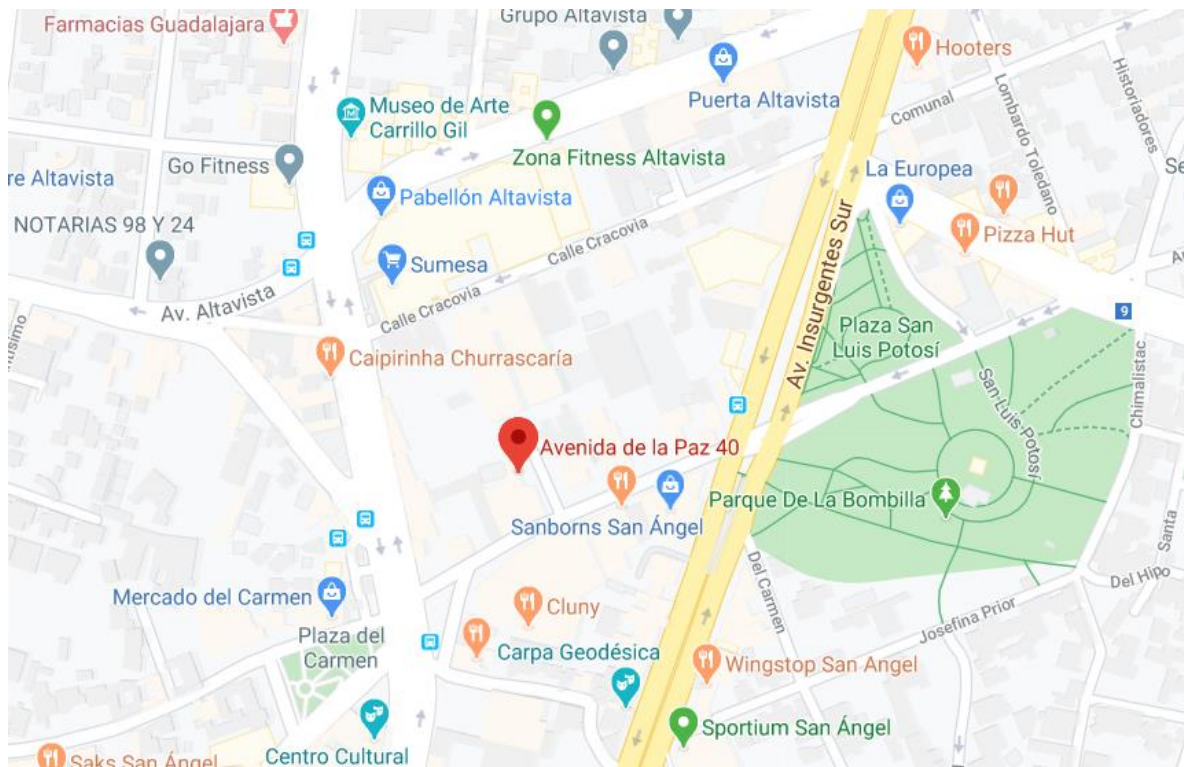 Farmacias Guadalajara
Grupo Altavista
Hooters
Puerta Altavista
Historiadores
Lombardo Toledano
Comunal
Museo de Arte
Carrillo Gil
Zona Fitness Altavista
Go Fitness
re Altavista
Pabellón Altavista
La Europea
Se
NOTARIAS 98 Y 24
Pizza Hut
Sumesa
Calle Cracovia
Av. Insurgentes Sur
Av. Altavista
Calle Cracovia
9
Plaza San
Luis Potosí
Caipirinha Churrascaría
San Luis Potosí
Chimalistac
Avenida de la Paz 40
Parque De La Bombilla
Sanborns San Ángel
Santa
Del Hipo
Del Carmen
Mercado del Carmen
Cluny
Josefina Prior
Plaza del
Carmen
Carpa Geodésica
Wingstop San Angel
Sportium San Ángel
Centro Cultural
Saks San Ángel